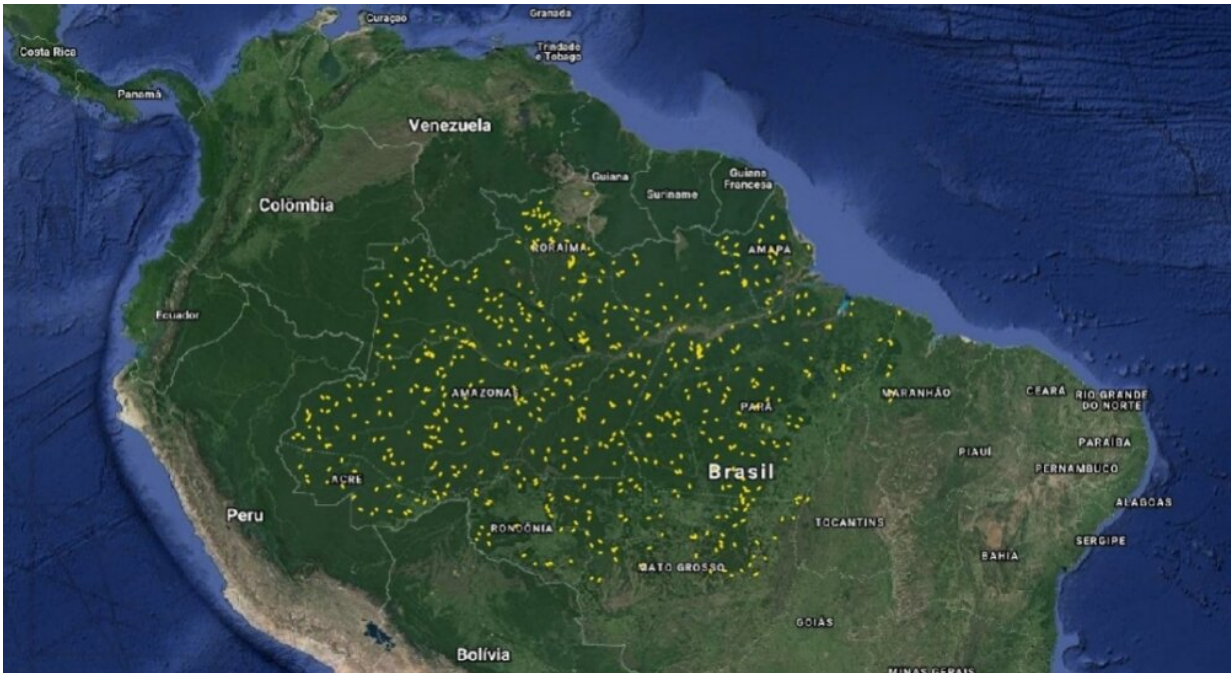 Granada
Curaçao
Costa Rica
Trindade
e Tobago
Panamá
Venezuela
Guiana
Suriname
Guiana
Francesa
Colômbia
RORAIMA
AMAPÁ
Ecuador
AMAZONA
PARÁ
MARANHÃO
CEARÁ
RIO GRANDE
DO NORTE
PARAÍBA
PIAUÍ
PERNAMBUCO
Brasil
ACRE
ALAGOAS
Peru
RONDÔNIA
TOCANTINS
SERGIPE
BAHIA
MATO GROSSO
GOIÁS
Bolívia
MINAS GERAIS